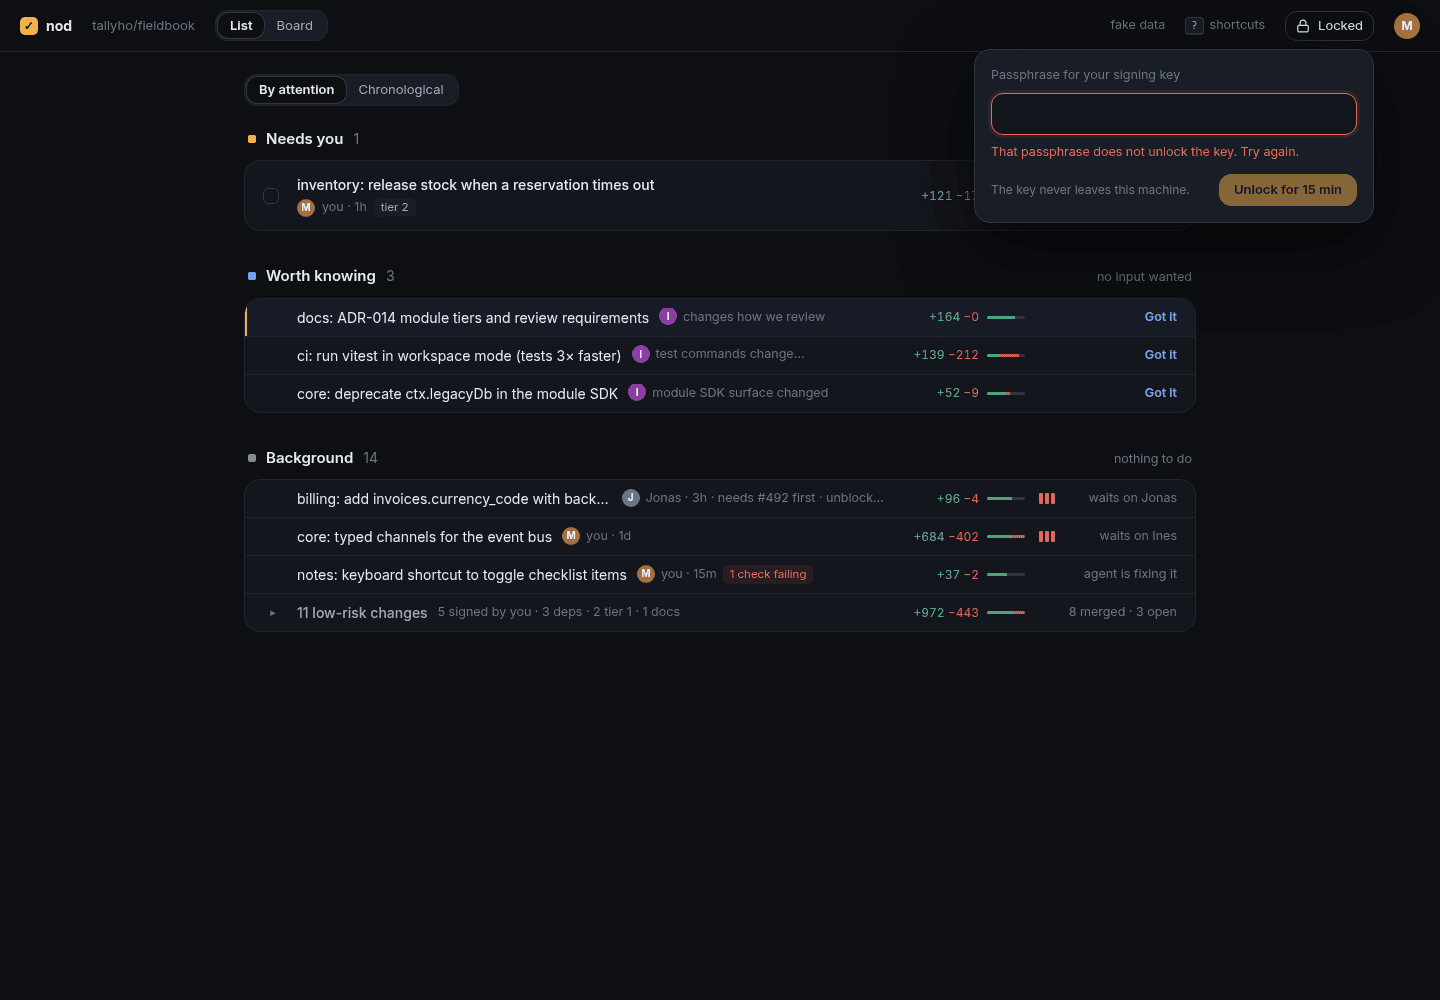 nod tallyho/fieldbook List Board fake data ? shortcuts Locked M
Passphrase for your signing key
That passphrase does not unlock the key. Try again.
The key never leaves this machine. Unlock for 15 min
By attention Chronological
Needs you 1
inventory: release stock when a reservation times out
M you · 1h tier 2
+121
Worth knowing 3 no input wanted
docs: ADR-014 module tiers and review requirements I changes how we review +164 −0 Got it
ci: run vitest in workspace mode (tests 3× faster) I test commands change… +139 −212 Got it
core: deprecate ctx.legacyDb in the module SDK I module SDK surface changed +52 −9 Got it
Background 14 nothing to do
billing: add invoices.currency_code with back… J Jonas · 3h · needs #492 first · unblock… +96 −4 waits on Jonas
core: typed channels for the event bus M you · 1d +684 −402 waits on Ines
notes: keyboard shortcut to toggle checklist items M you · 15m 1 check failing +37 −2 agent is fixing it
▸ 11 low-risk changes 5 signed by you · 3 deps · 2 tier 1 · 1 docs +972 −443 8 merged · 3 open